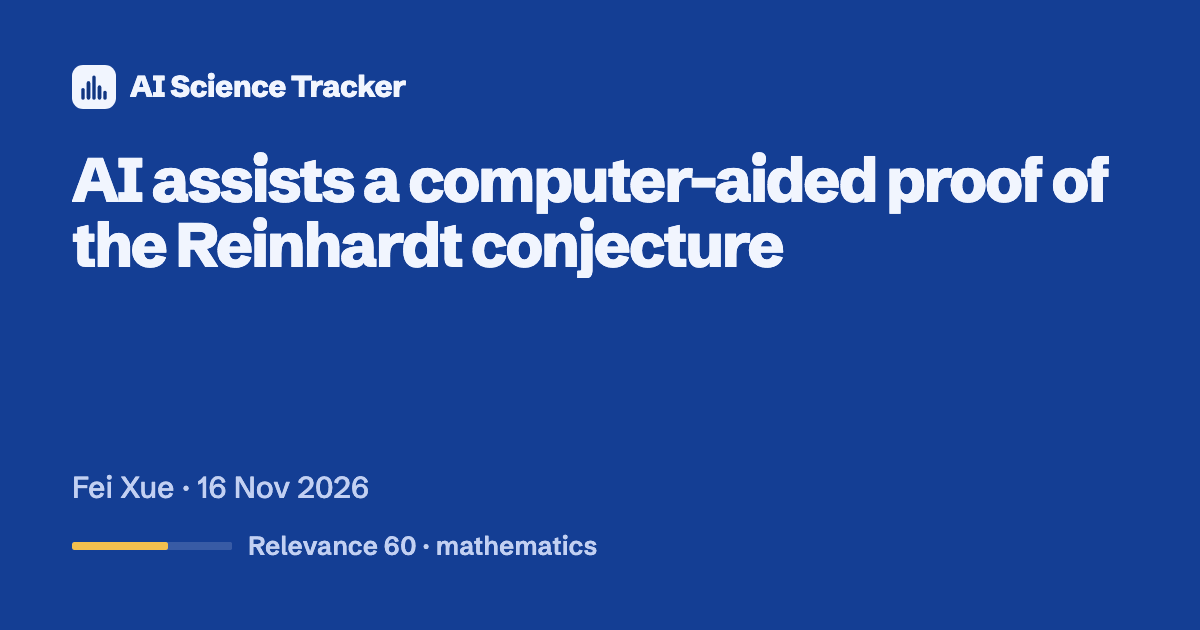 AI Science Tracker
AI assists a computer-aided proof of
the Reinhardt conjecture
Fei Xue · 16 Nov 2026
Relevance 60 · mathematics